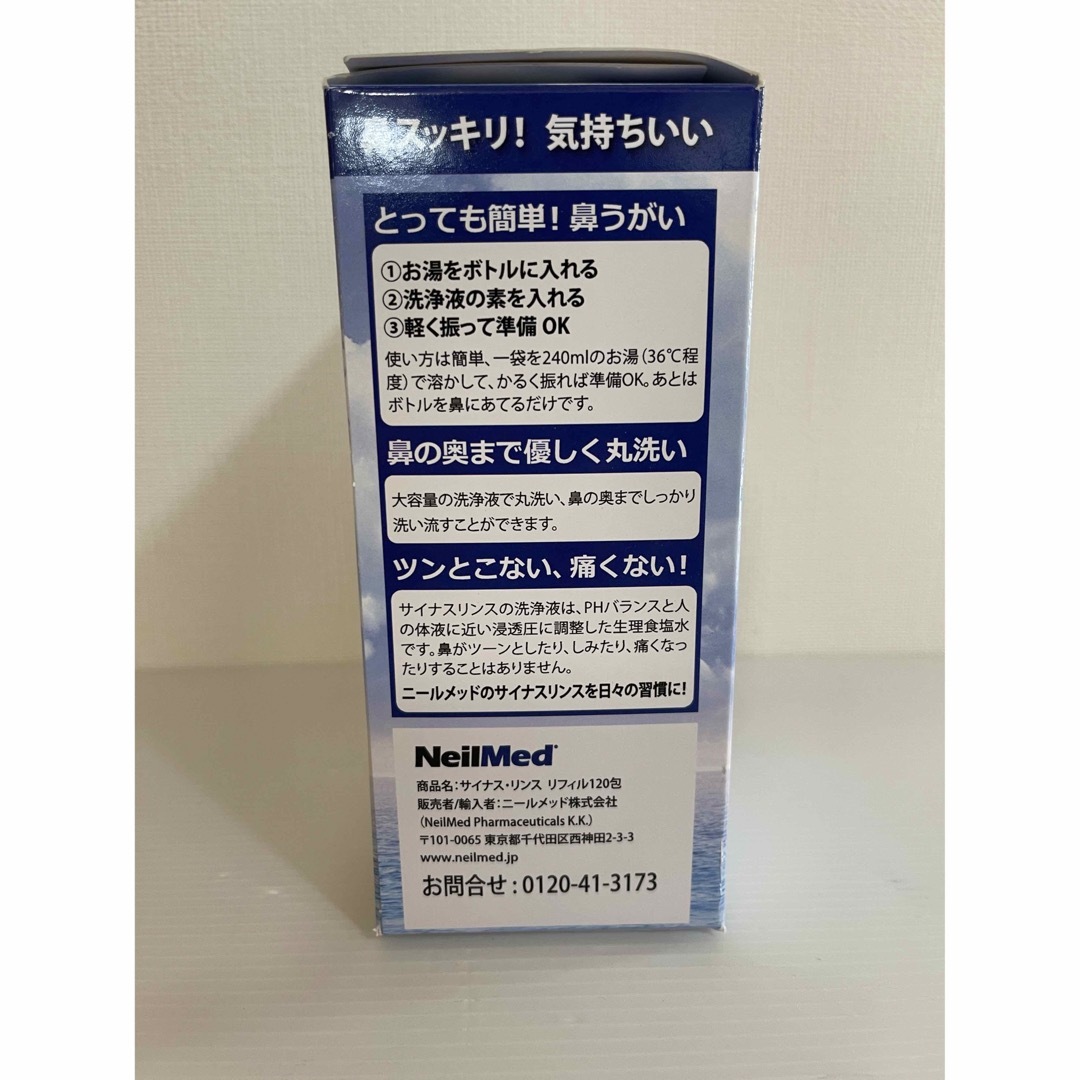 鼻スッキリ! 気持ちいい
とっても簡単!鼻うがい
①お湯をボトルに入れる
②洗浄液の素を入れる
③軽く振って準備 OK
使い方は簡単、一袋を240mlのお湯(36℃程
度)で溶かして、かるく振れば準備OK。あとは
ボトルを鼻にあてるだけです。
鼻の奥まで優しく丸洗い
大容量の洗浄液で丸洗い、鼻の奥までしっかり
洗い流すことができます。
ツンとこない、痛くない!
サイナスリンスの洗浄液は、PHバランスと人
の体液に近い浸透圧に調整した生理食塩水
です。鼻がツーンとしたり、しみたり、痛くなっ
たりすることはありません。
ニールメッドのサイナスリンスを日々の習慣に!
NeilMed®
商品名:サイナス・リンス リフィル120包
販売者/輸入者:ニールメッド株式会社
(NeilMed Pharmaceuticals K.K.)
〒101-0065 東京都千代田区西神田2-3-3
www.neilmed.jp
お問合せ : 0120-41-3173